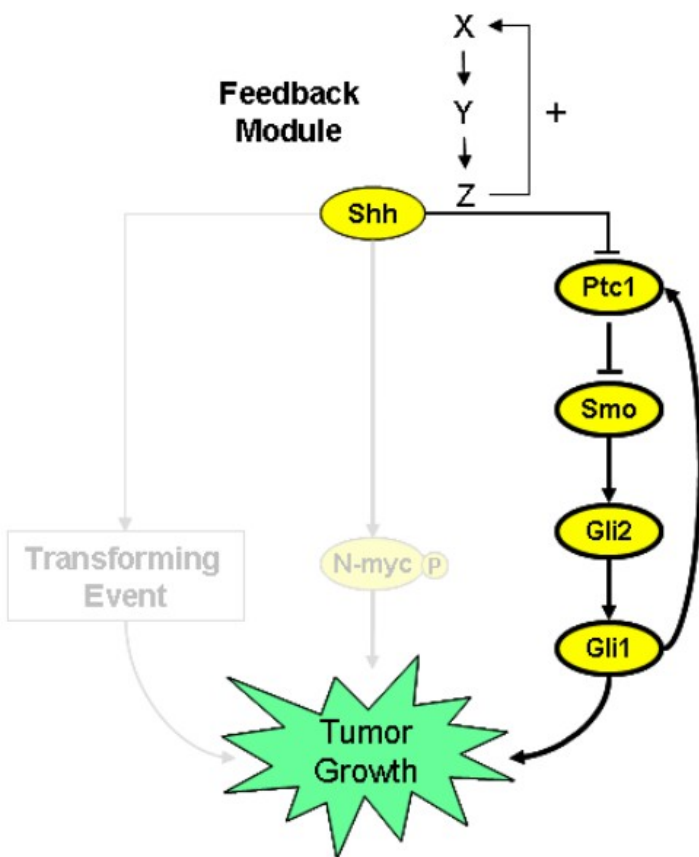 X
Feedback
Module
Y
+
Z
Shh
Ptc1
Smo
Gli2
Transforming
Event
N-myc
P
Gli1
Tumor
Growth